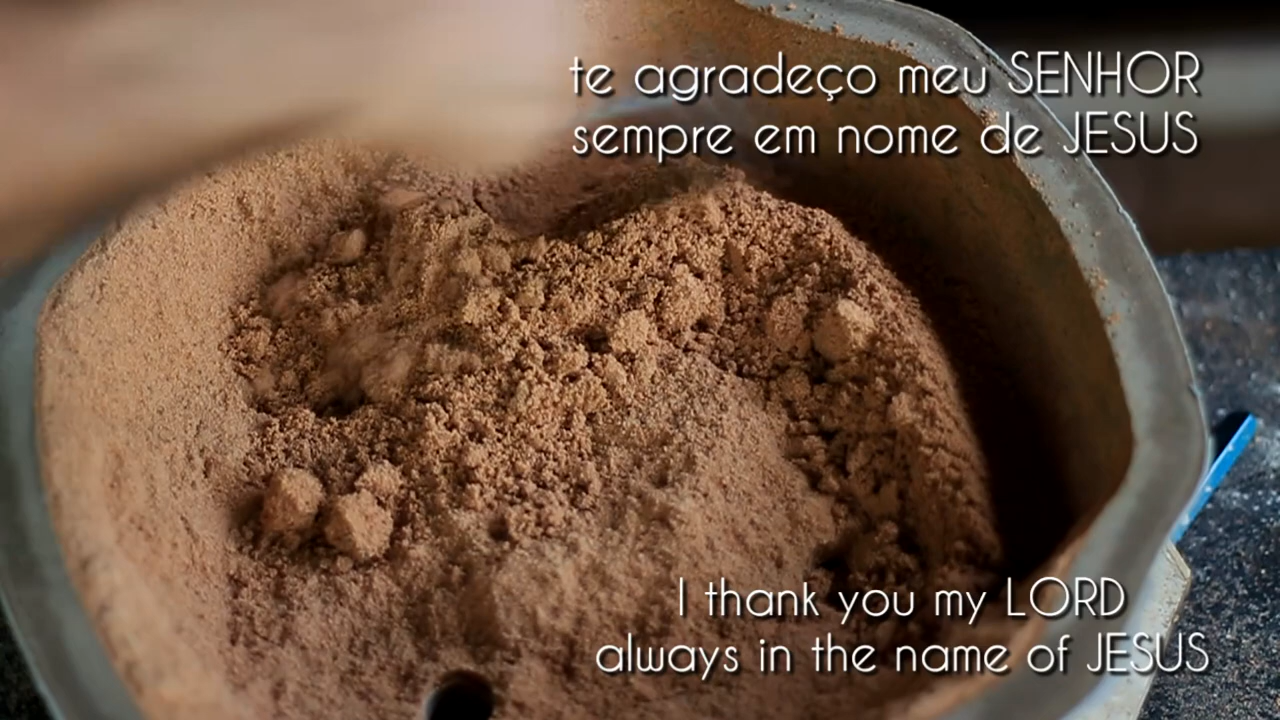 te agradeço meu SENHOR
sempre em nome de JESUS
I thank you my LORD
always in the name of JESUS